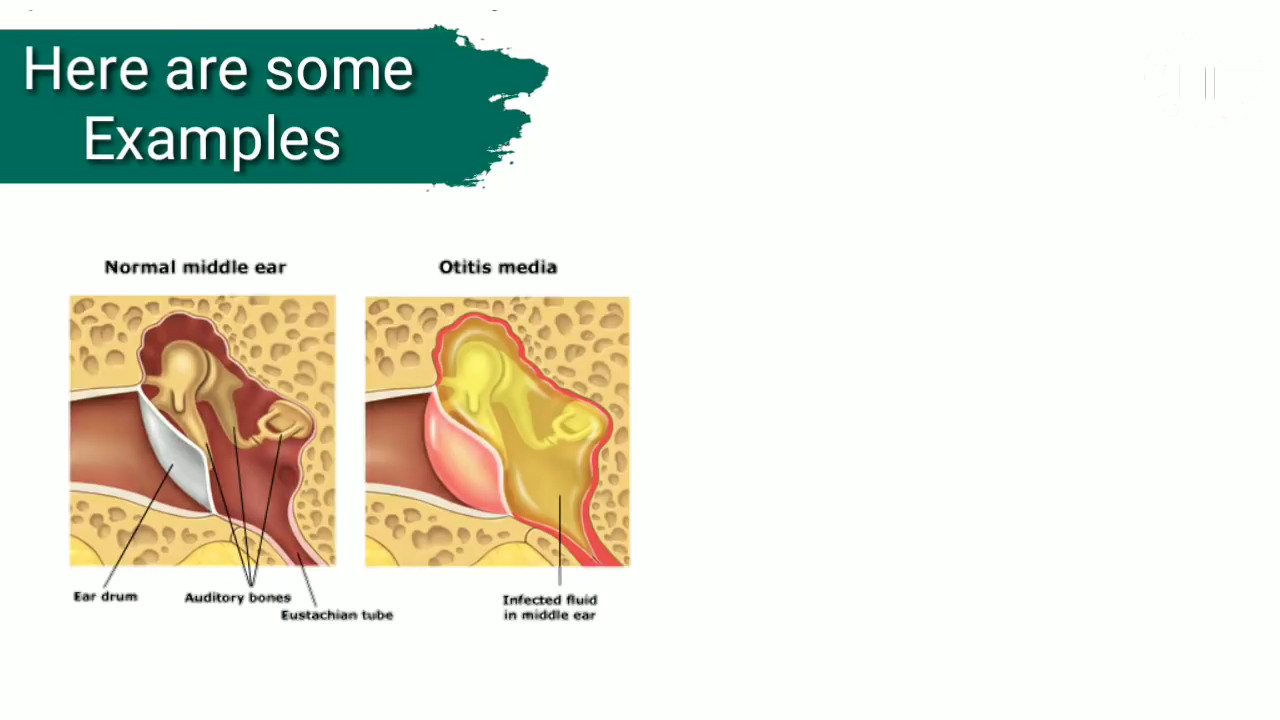 Here are some
Examples
Normal middle ear
Otitis media
Ear drum
Auditory bones
Eustachian tube
Infected fluid
in middle ear